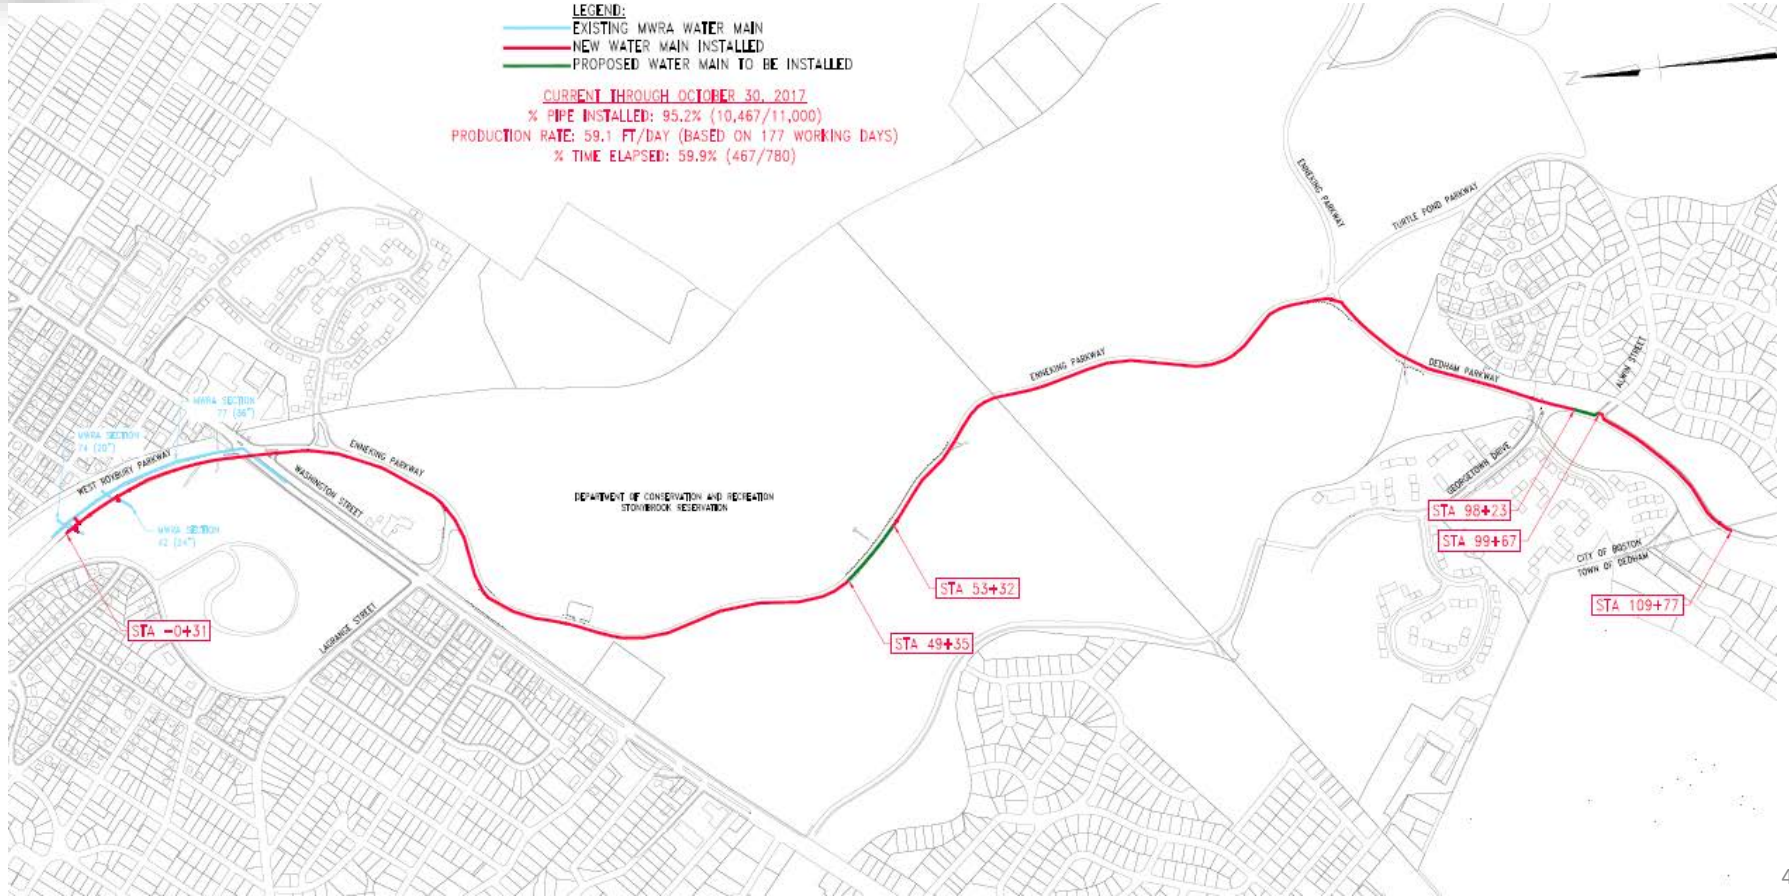 LEGEND:
EXISTING MWRA WATER MAIN
NEW WATER MAIN INSTALLED
PROPOSED WATER MAIN TO BE INSTALLED
CURRENT THROUGH OCTOBER 30, 2017
% PIPE INSTALLED: 95.2% (10,467/11,000)
PRODUCTION RATE: 59.1 FT/DAY (BASED ON 177 WORKING DAYS)
% TIME ELAPSED: 59.9% (467/780)
N
ENNEKING PARKWAY
TURTLE POND PARKWAY
ALWIN STREET
ENNEKING PARKWAY
DEDHAM PARKWAY
MWRA SECTION
77 (36")
MWRA SECTION
74 (20")
WEST ROXBURY PARKWAY
ENNEKING PARKWAY
WASHINGTON STREET
GEORGETOWN DRIVE
DEPARTMENT OF CONSERVATION AND RECREATION
STONYBROOK RESERVATION
MWRA SECTION
42 (24")
STA 98+23
STA 99+67
CITY OF BOSTON
TOWN OF DEDHAM
STA 53+32
STA 109+77
LAGRANGE STREET
STA -0+31
STA 49+35